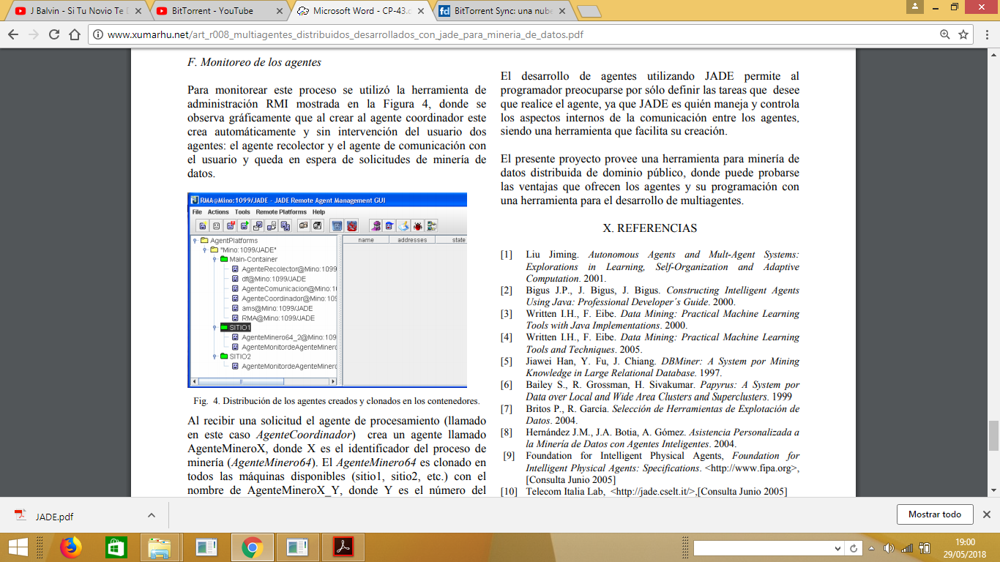 J Balvin - Si Tu Novio Te D
BitTorrent - YouTube
Microsoft Word - CP-43.d
BitTorrent Sync: una nube
www.xumarhu.net/art_r008_multiagentes_distribuidos_desarrollados_con_jade_para_mineria_de_datos.pdf
F. Monitoreo de los agentes
Para monitorear este proceso se utilizó la herramienta de
administración RMI mostrada en la Figura 4, donde se
observa gráficamente que al crear al agente coordinador este
crea automáticamente y sin intervención del usuario dos
agentes: el agente recolector y el agente de comunicación con
el usuario y queda en espera de solicitudes de minería de
datos.
RMA@Mino:1099/JADE - JADE Remote Agent Management GUI
File Actions Tools Remote Platforms Help
AgentPlatforms
"Mino:1099/JADE"
Main-Container
AgenteRecolector@Mino:1099
df@Mino:1099/JADE
AgenteComunicacion@Mino:1
AgenteCoordinador@Mino:109
ams@Mino:1099/JADE
RMA@Mino:1099/JADE
SITIO1
AgenteMinero64_2@Mino:109
AgenteMonitordeAgenteMinero
SITIO2
AgenteMonitordeAgenteMinero
name addresses state
Fig. 4. Distribución de los agentes creados y clonados en los contenedores.
Al recibir una solicitud el agente de procesamiento (llamado
en este caso AgenteCoordinador) crea un agente llamado
AgenteMineroX, donde X es el identificador del proceso de
minería (AgenteMinero64). El AgenteMinero64 es clonado en
todos las máquinas disponibles (sitio1, sitio2, etc.) con el
nombre de AgenteMineroX_Y, donde Y es el número del
El desarrollo de agentes utilizando JADE permite al
programador preocuparse por sólo definir las tareas que desee
que realice el agente, ya que JADE es quién maneja y controla
los aspectos internos de la comunicación entre los agentes,
siendo una herramienta que facilita su creación.
El presente proyecto provee una herramienta para minería de
datos distribuida de dominio público, donde puede probarse
las ventajas que ofrecen los agentes y su programación con
una herramienta para el desarrollo de multiagentes.
X. REFERENCIAS
[1] Liu Jiming. Autonomous Agents and Mult-Agent Systems:
Explorations in Learning, Self-Organization and Adaptive
Computation. 2001.
[2] Bigus J.P., J. Bigus, J. Bigus. Constructing Intelligent Agents
Using Java: Professional Developer´s Guide. 2000.
[3] Written I.H., F. Eibe. Data Mining: Practical Machine Learning
Tools with Java Implementations. 2000.
[4] Written I.H., F. Eibe. Data Mining: Practical Machine Learning
Tools and Techniques. 2005.
[5] Jiawei Han, Y. Fu, J. Chiang. DBMiner: A System por Mining
Knowledge in Large Relational Database. 1997.
[6] Bailey S., R. Grossman, H. Sivakumar. Papyrus: A System por
Data over Local and Wide Area Clusters and Superclusters. 1999
[7] Britos P., R. García. Selección de Herramientas de Explotación de
Datos. 2004.
[8] Hernández J.M., J.A. Botia, A. Gómez. Asistencia Personalizada a
la Minería de Datos con Agentes Inteligentes. 2004.
[9] Foundation for Intelligent Physical Agents, Foundation for
Intelligent Physical Agents: Specifications. <http://www.fipa.org>,
[Consulta Junio 2005]
[10] Telecom Italia Lab, <http://jade.cselt.it/>,[Consulta Junio 2005]
JADE.pdf
Mostrar todo
19:00
29/05/2018